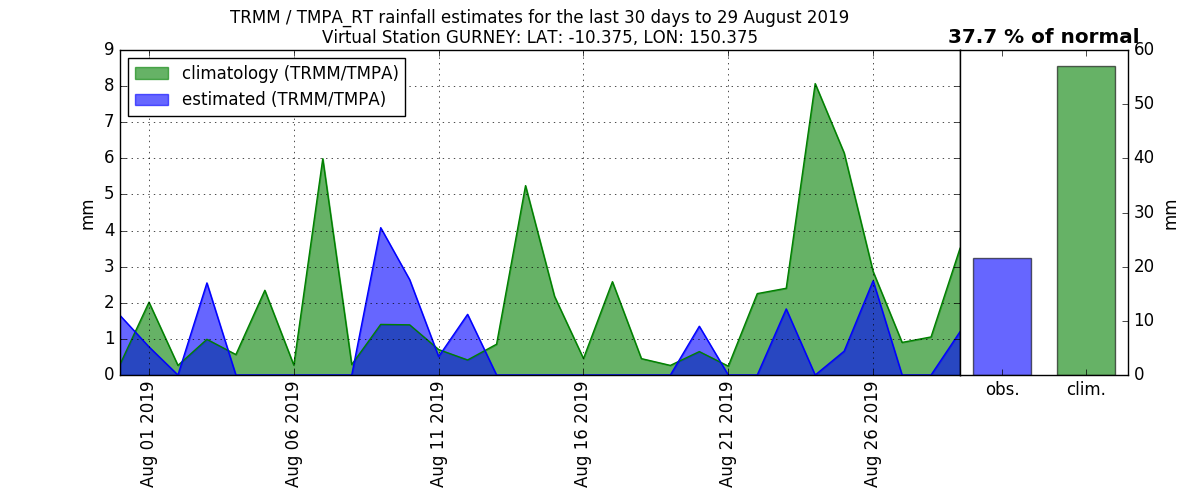 TRMM / TMPA_RT rainfall estimates for the last 30 days to 29 August 2019
Virtual Station GURNEY: LAT: -10.375, LON: 150.375
37.7 % of normal
climatology (TRMM/TMPA)
estimated (TRMM/TMPA)
9
8
7
6
5
4
3
2
1
0
mm
Aug 01 2019
Aug 06 2019
Aug 11 2019
Aug 16 2019
Aug 21 2019
Aug 26 2019
obs.
clim.
60
50
40
30
20
10
0
mm